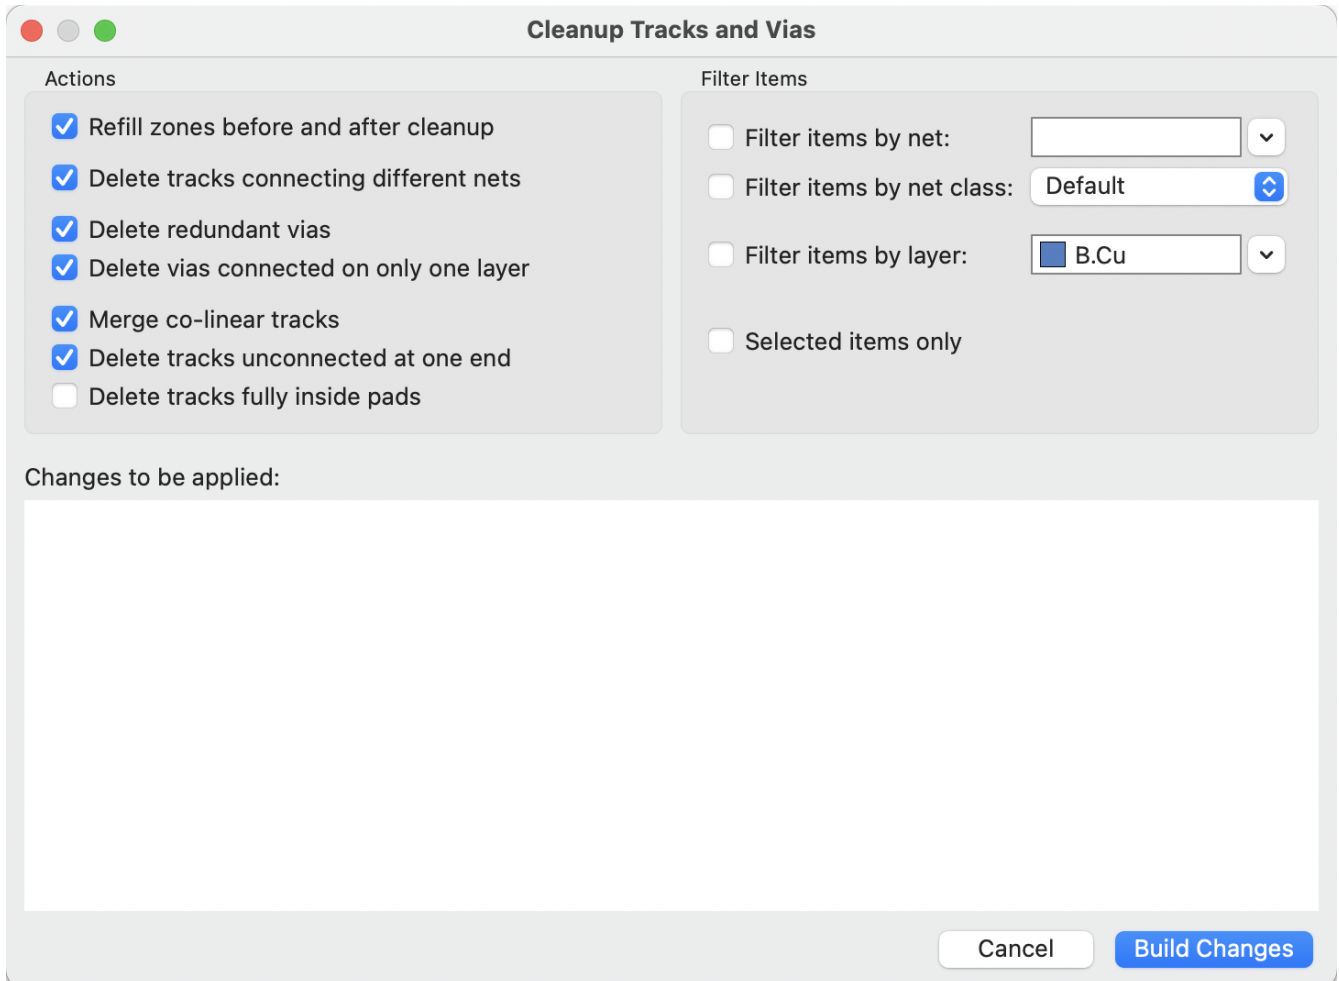 Cleanup Tracks and Vias
Actions
Refill zones before and after cleanup
Delete tracks connecting different nets
Delete redundant vias
Delete vias connected on only one layer
Merge co-linear tracks
Delete tracks unconnected at one end
Delete tracks fully inside pads
Filter Items
Filter items by net:
Filter items by net class: Default
Filter items by layer: B.Cu
Selected items only
Changes to be applied:
Cancel Build Changes